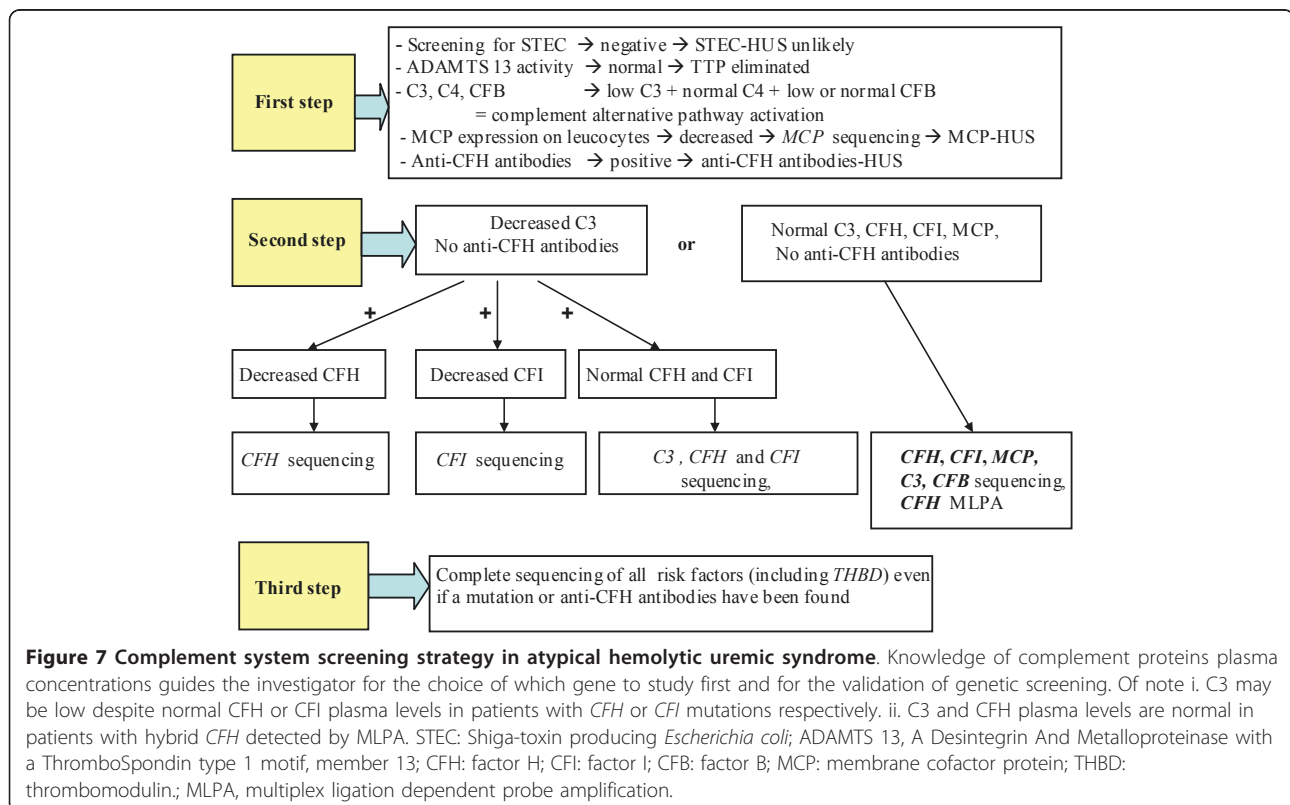 First step
- Screening for STEC → negative → STEC-HUS unlikely
- ADAMTS 13 activity → normal → TTP eliminated
- C3, C4, CFB → low C3 + normal C4 + low or normal CFB
= complement alternative pathway activation
- MCP expression on leucocytes → decreased → MCP sequencing → MCP-HUS
- Anti-CFH antibodies → positive → anti-CFH antibodies-HUS
Second step
Decreased C3
No anti-CFH antibodies
or
Normal C3, CFH, CFI, MCP,
No anti-CFH antibodies
+ + +
Decreased CFH
Decreased CFI
Normal CFH and CFI
CFH sequencing
CFI sequencing
C3 , CFH and CFI
sequencing,
CFH, CFI, MCP,
C3, CFB sequencing,
CFH MLPA
Third step
Complete sequencing of all risk factors (including THBD) even
if a mutation or anti-CFH antibodies have been found
Figure 7 Complement system screening strategy in atypical hemolytic uremic syndrome. Knowledge of complement proteins plasma
concentrations guides the investigator for the choice of which gene to study first and for the validation of genetic screening. Of note i. C3 may
be low despite normal CFH or CFI plasma levels in patients with CFH or CFI mutations respectively. ii. C3 and CFH plasma levels are normal in
patients with hybrid CFH detected by MLPA. STEC: Shiga-toxin producing Escherichia coli; ADAMTS 13, A Desintegrin And Metalloproteinase with
a ThromboSpondin type 1 motif, member 13; CFH: factor H; CFI: factor I; CFB: factor B; MCP: membrane cofactor protein; THBD:
thrombomodulin.; MLPA, multiplex ligation dependent probe amplification.